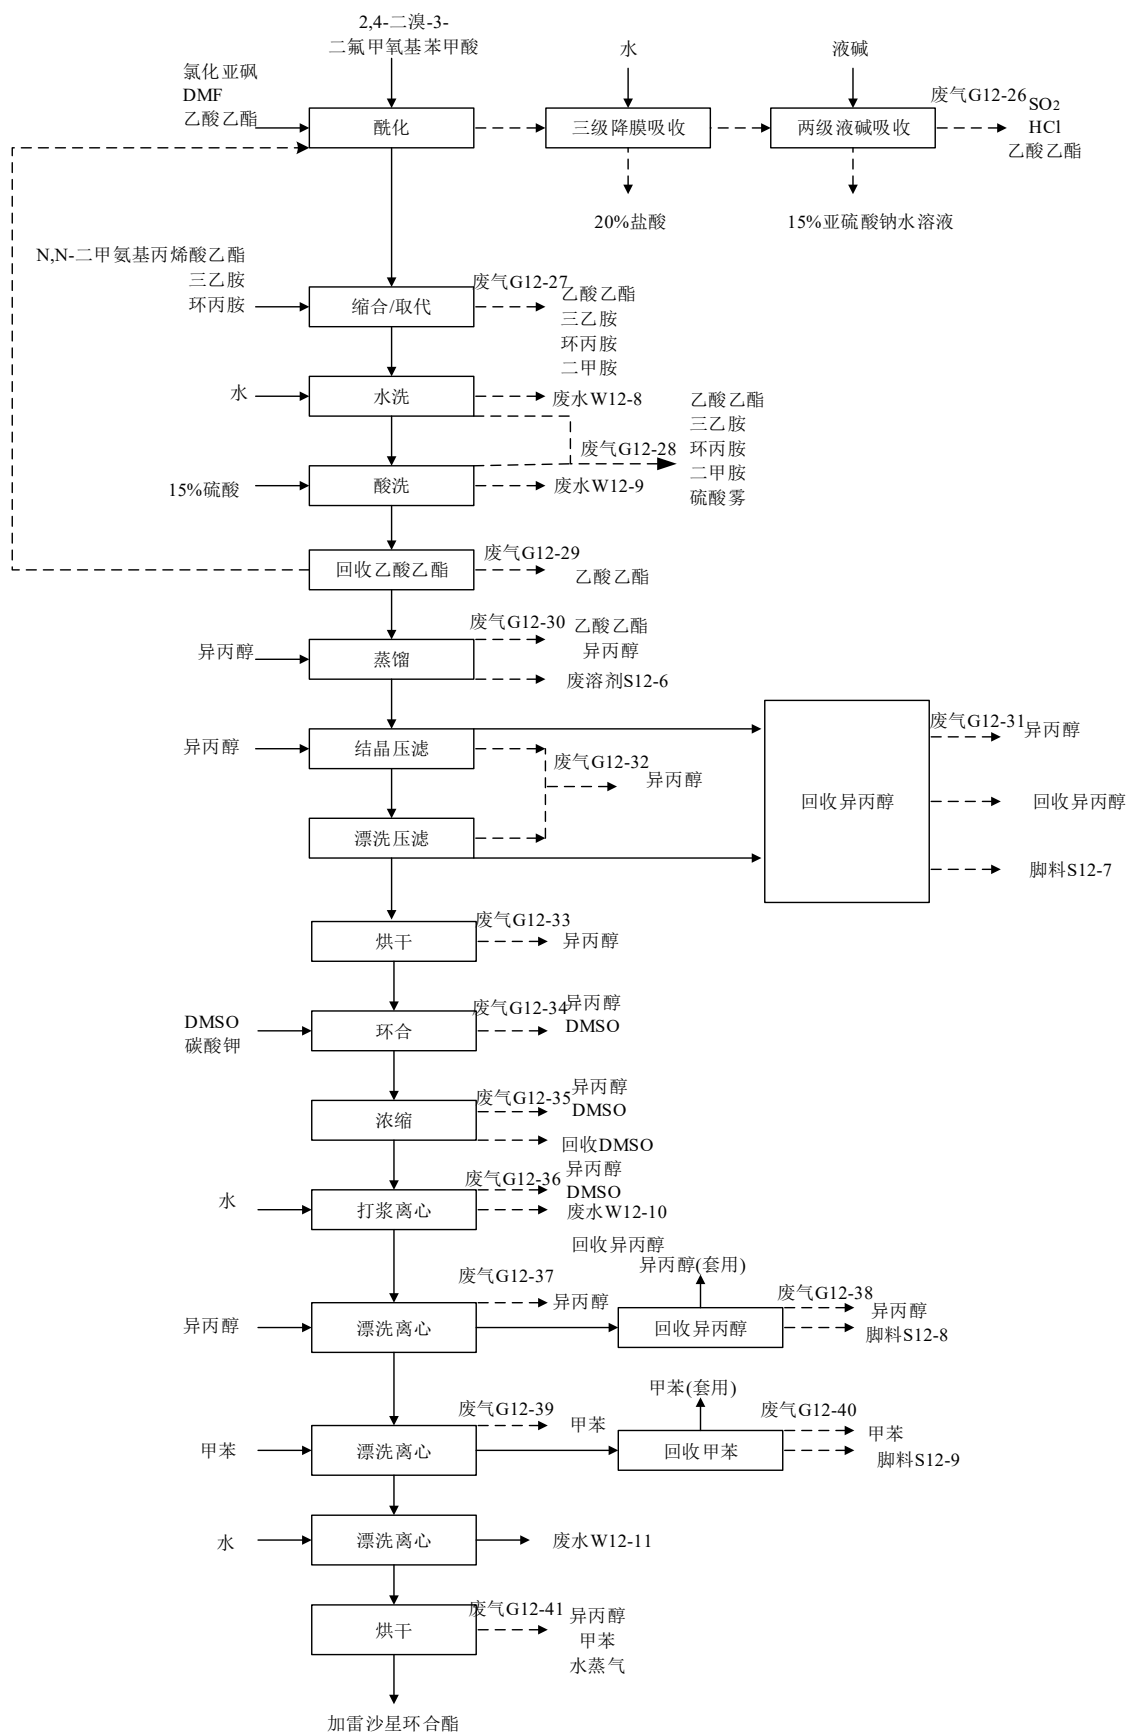 2,4-二溴-3-
二氟甲氧基苯甲酸
水
液碱
氯化亚砜
DMF
乙酸乙酯
酰化
三级降膜吸收
两级液碱吸收
废气G12-26
SO2
HCl
乙酸乙酯
20%盐酸
15%亚硫酸钠水溶液
N,N-二甲氨基丙烯酸乙酯
三乙胺
环丙胺
缩合/取代
废气G12-27
乙酸乙酯
三乙胺
环丙胺
二甲胺
水
水洗
废水W12-8
废气G12-28
乙酸乙酯
三乙胺
环丙胺
二甲胺
硫酸雾
15%硫酸
酸洗
废水W12-9
回收乙酸乙酯
废气G12-29
乙酸乙酯
异丙醇
蒸馏
废气G12-30
乙酸乙酯
异丙醇
废溶剂S12-6
异丙醇
结晶压滤
废气G12-32
异丙醇
漂洗压滤
回收异丙醇
废气G12-31
异丙醇
回收异丙醇
脚料S12-7
烘干
废气G12-33
异丙醇
DMSO
碳酸钾
环合
废气G12-34
异丙醇
DMSO
浓缩
废气G12-35
异丙醇
DMSO
回收DMSO
水
打浆离心
废气G12-36
异丙醇
DMSO
废水W12-10
回收异丙醇
异丙醇(套用)
异丙醇
漂洗离心
废气G12-37
异丙醇
回收异丙醇
废气G12-38
异丙醇
脚料S12-8
甲苯(套用)
甲苯
漂洗离心
废气G12-39
甲苯
回收甲苯
废气G12-40
甲苯
脚料S12-9
水
漂洗离心
废水W12-11
烘干
废气G12-41
异丙醇
甲苯
水蒸气
加雷沙星环合酯